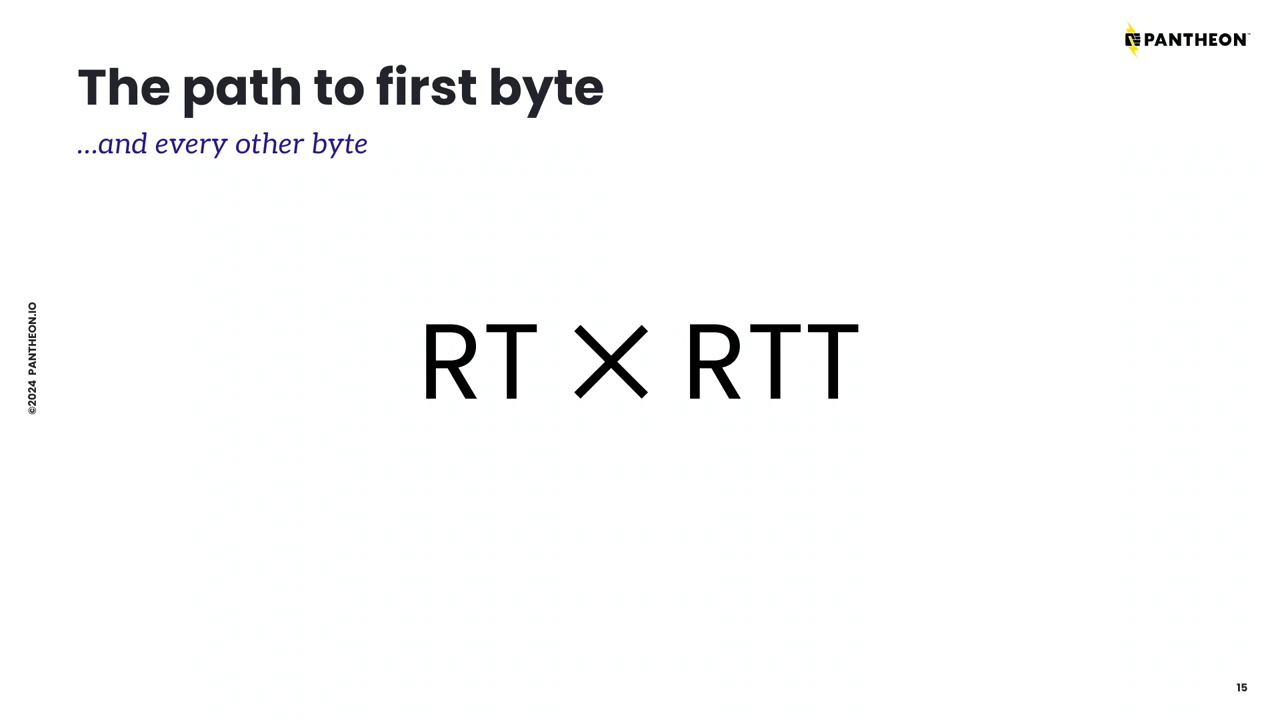 PANTHEON
The path to first byte
...and every other byte
©2024 PANTHEON.IO
RT × RTT
15